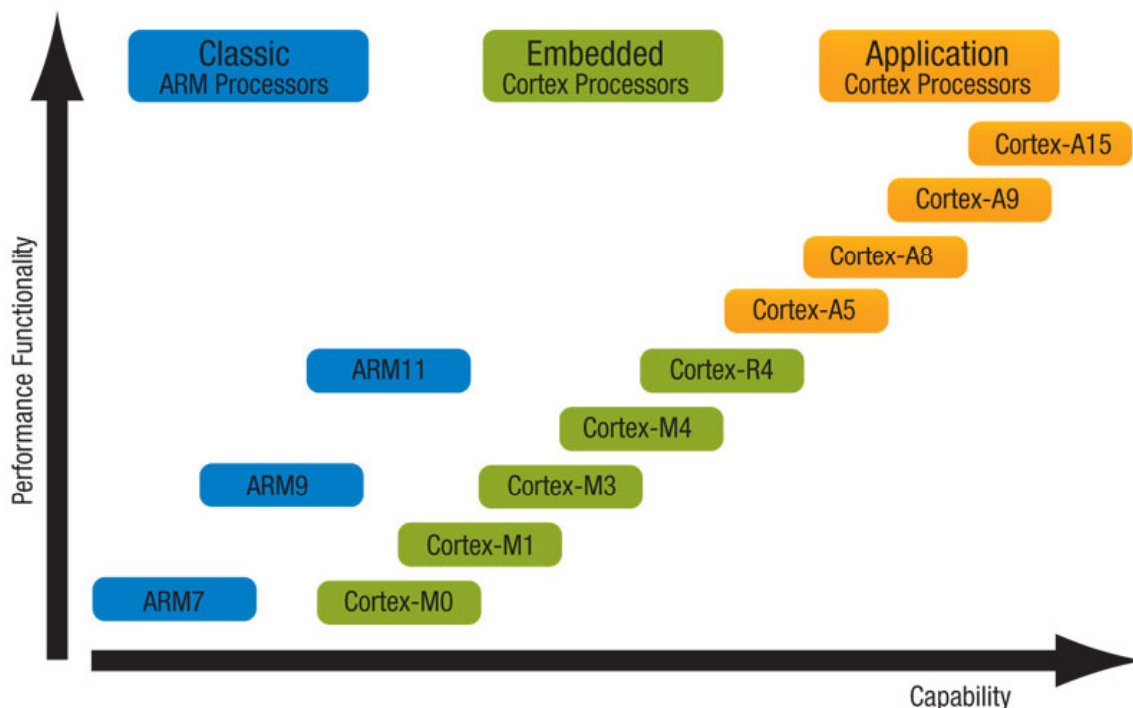 Classic
ARM Processors
Embedded
Cortex Processors
Application
Cortex Processors
Cortex-A15
Cortex-A9
Cortex-A8
Cortex-A5
ARM11
Cortex-R4
Cortex-M4
ARM9
Cortex-M3
Cortex-M1
ARM7
Cortex-M0
Performance Functionality
Capability